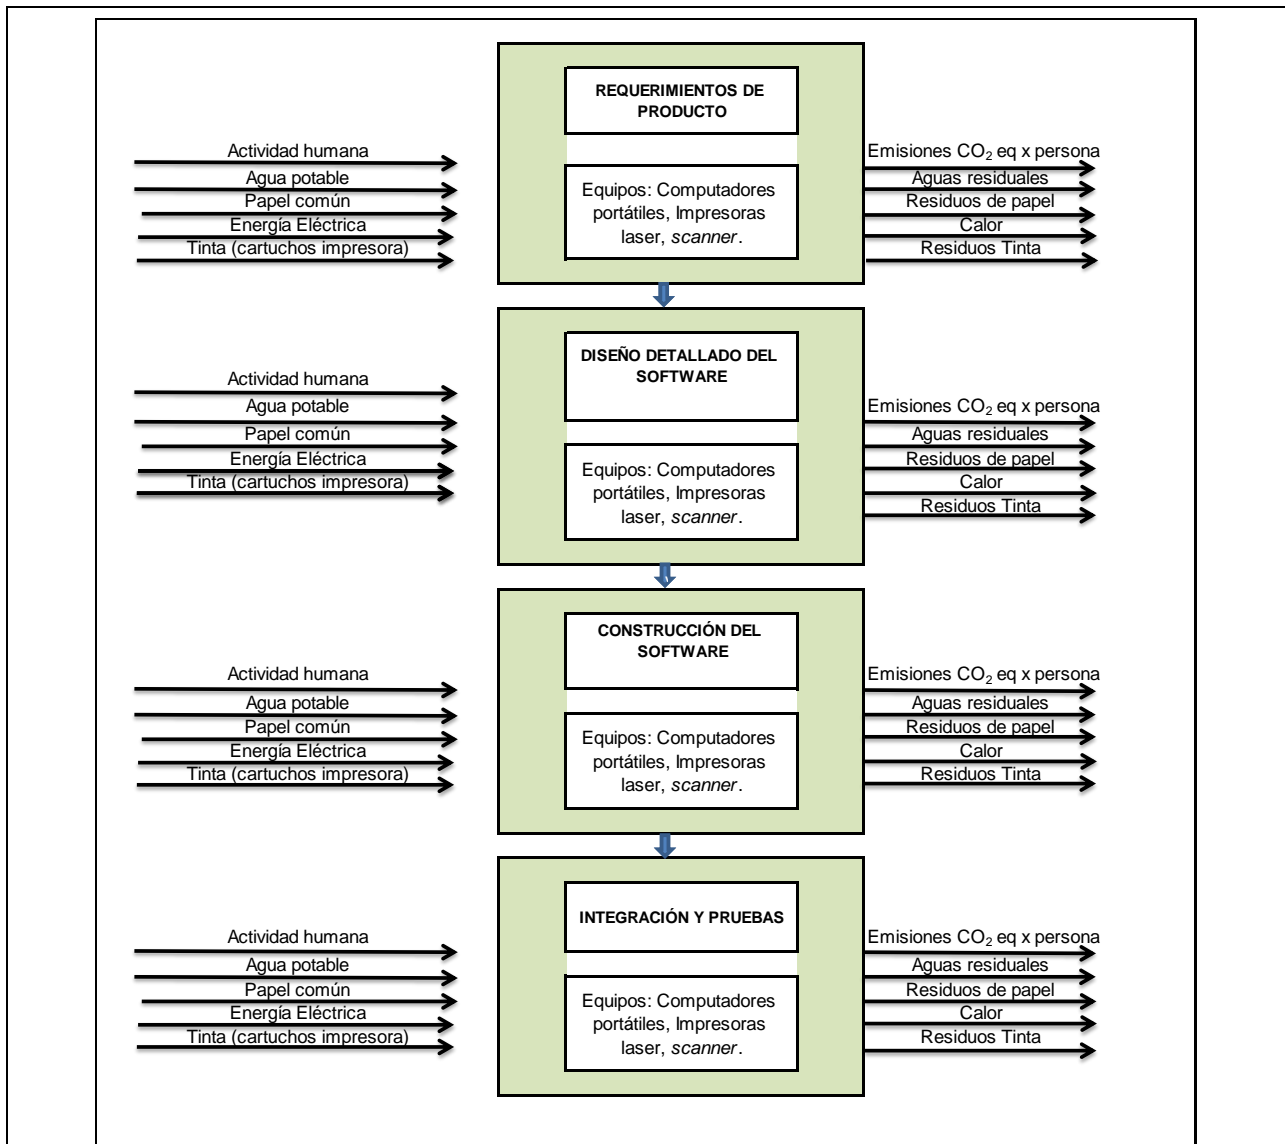 REQUERIMIENTOS DE
PRODUCTO
Actividad humana
Agua potable
Papel común
Energía Eléctrica
Tinta (cartuchos impresora)
Equipos: Computadores
portátiles, Impresoras
laser, scanner.
Emisiones CO₂ eq x persona
Aguas residuales
Residuos de papel
Calor
Residuos Tinta
DISEÑO DETALLADO DEL
SOFTWARE
Actividad humana
Agua potable
Papel común
Energía Eléctrica
Tinta (cartuchos impresora)
Equipos: Computadores
portátiles, Impresoras
laser, scanner.
Emisiones CO₂ eq x persona
Aguas residuales
Residuos de papel
Calor
Residuos Tinta
CONSTRUCCIÓN DEL
SOFTWARE
Actividad humana
Agua potable
Papel común
Energía Eléctrica
Tinta (cartuchos impresora)
Equipos: Computadores
portátiles, Impresoras
laser, scanner.
Emisiones CO₂ eq x persona
Aguas residuales
Residuos de papel
Calor
Residuos Tinta
INTEGRACIÓN Y PRUEBAS
Actividad humana
Agua potable
Papel común
Energía Eléctrica
Tinta (cartuchos impresora)
Equipos: Computadores
portátiles, Impresoras
laser, scanner.
Emisiones CO₂ eq x persona
Aguas residuales
Residuos de papel
Calor
Residuos Tinta